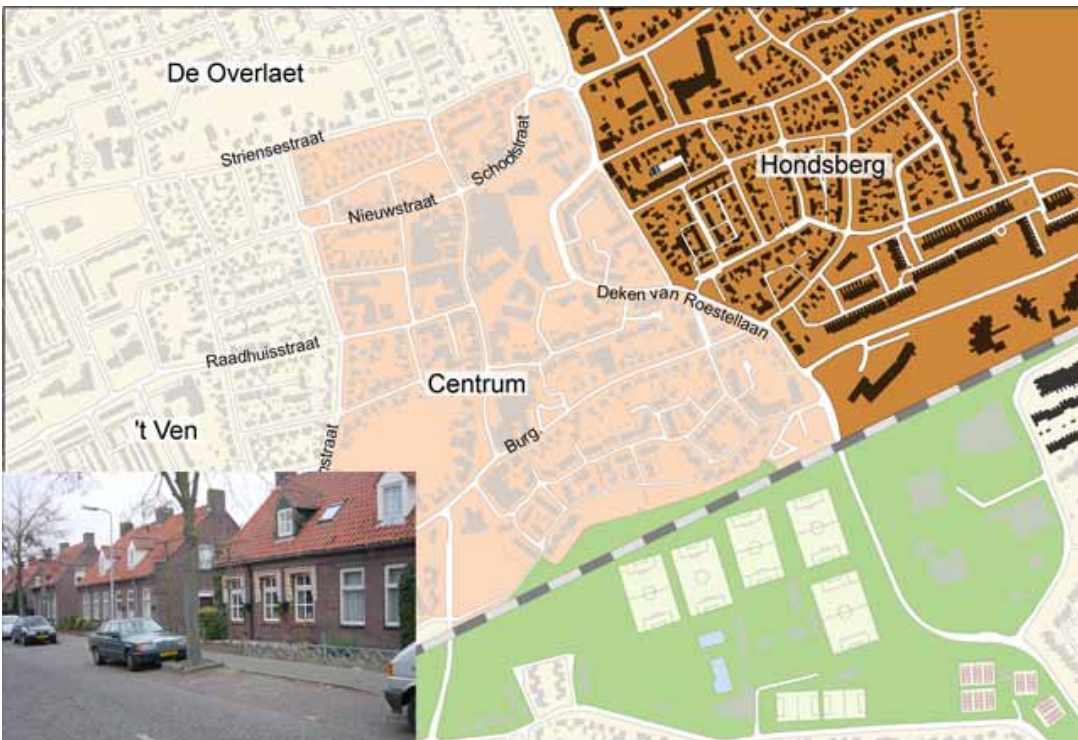 De Overlaet
Striensestraat
Schoolstraat
Hondsberg
Nieuwstraat
Deken van Roestellaan
Raadhuisstraat
Centrum
't Ven
Burg.